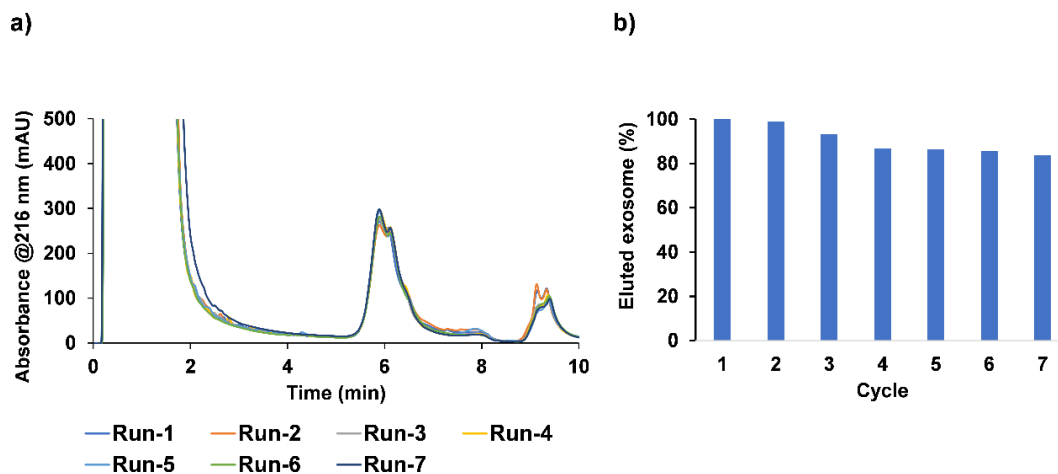 a)
b)
Absorbance @216 nm (mAU)
500
400
300
200
100
0
0 2 4 6 8 10
Time (min)
Run-1 Run-2 Run-3 Run-4
Run-5 Run-6 Run-7
Eluted exosome (%)
100
80
60
40
20
0
1 2 3 4 5 6 7
Cycle